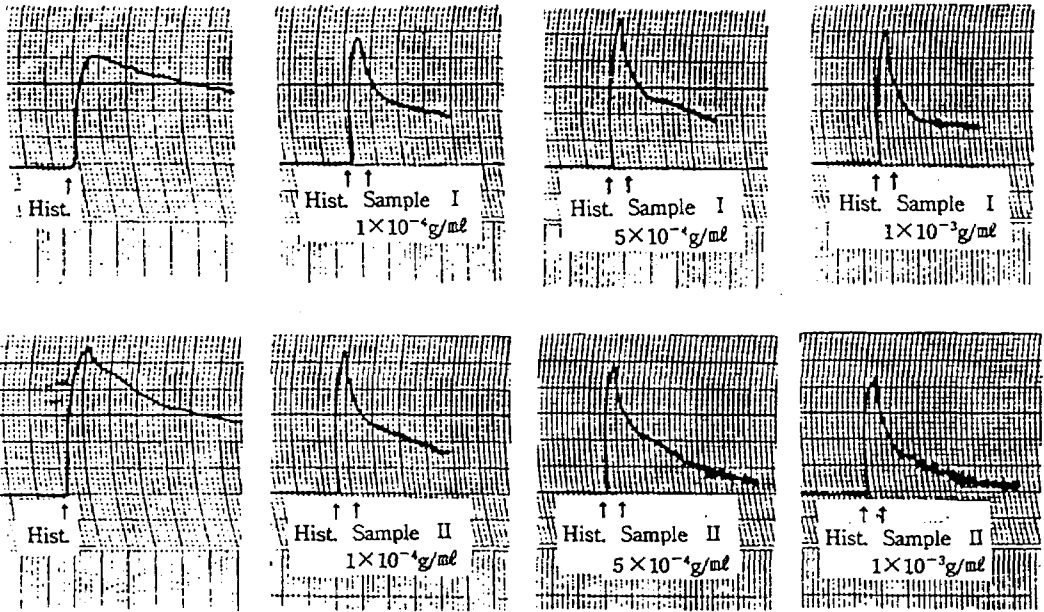 Hist.
Hist. Sample I
1×10⁻⁴g/mℓ
Hist. Sample I
5×10⁻⁴g/mℓ
Hist. Sample I
1×10⁻³g/mℓ
Hist.
Hist. Sample II
1×10⁻⁴g/mℓ
Hist. Sample II
5×10⁻⁴g/mℓ
Hist. Sample II
1×10⁻³g/mℓ